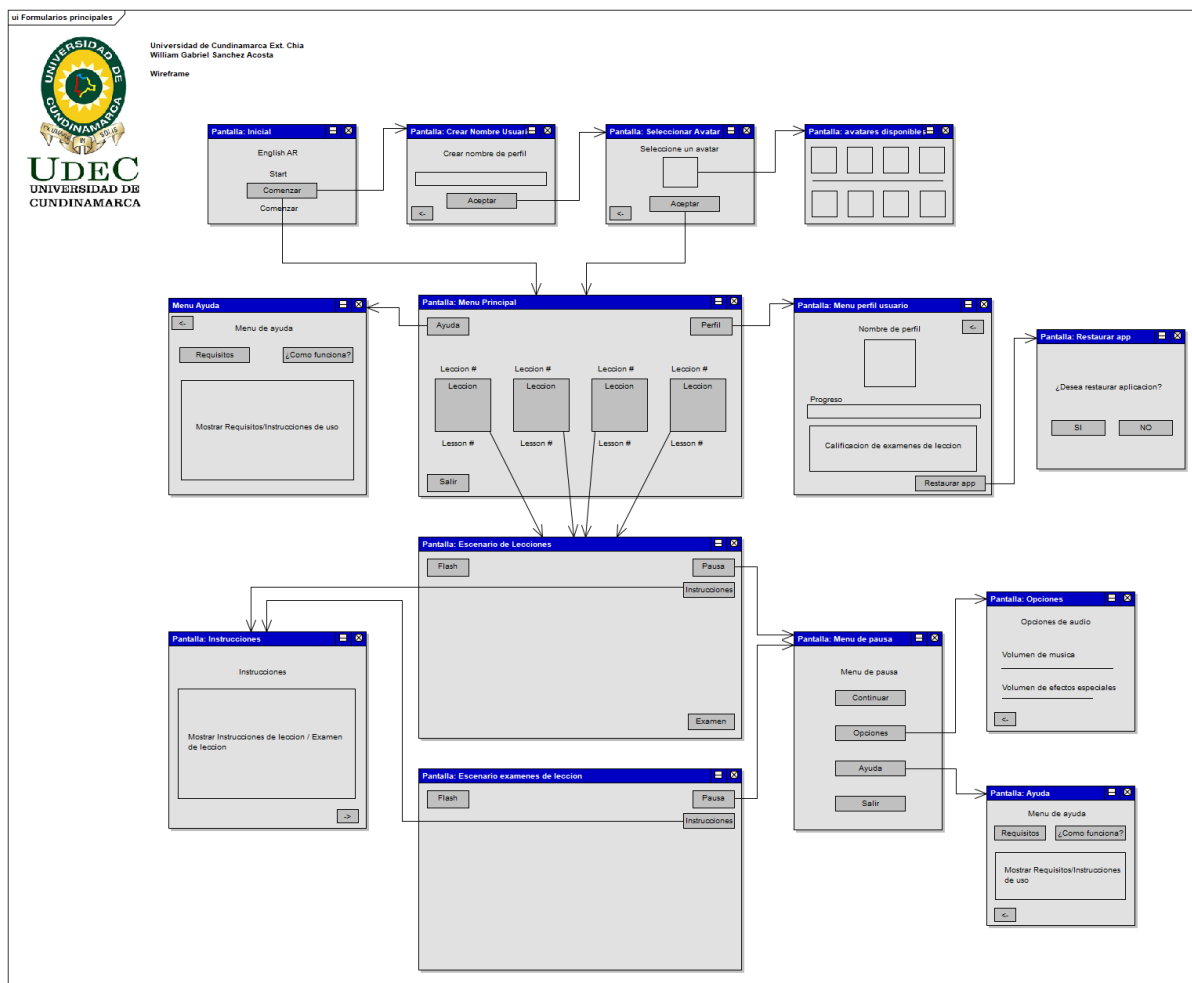 ui Formularios principales
UNIVERSIDAD DE CUNDINAMARCA
UDEC
UNIVERSIDAD DE
CUNDINAMARCA
Universidad de Cundinamarca Ext. Chia
William Gabriel Sanchez Acosta
Wireframe
Pantalla: Inicial
English AR
Start
Comenzar
Comenzar
Pantalla: Crear Nombre Usuari
Crear nombre de perfil
Aceptar
<-
Pantalla: Seleccionar Avatar
Seleccione un avatar
Aceptar
<-
Pantalla: avatares disponibles
Menu Ayuda
<-
Menu de ayuda
Requisitos
¿Como funciona?
Mostrar Requisitos/Instrucciones de uso
Pantalla: Menu Principal
Ayuda
Perfil
Leccion #
Leccion #
Leccion #
Leccion #
Leccion
Leccion
Leccion
Leccion
Lesson #
Lesson #
Lesson #
Lesson #
Salir
Pantalla: Menu perfil usuario
Nombre de perfil
<-
Progreso
Calificacion de examenes de leccion
Restaurar app
Pantalla: Restaurar app
¿Desea restaurar aplicacion?
SI
NO
Pantalla: Escenario de Lecciones
Flash
Pausa
Instrucciones
Examen
Pantalla: Instrucciones
Instrucciones
Mostrar Instrucciones de leccion / Examen
de leccion
->
Pantalla: Escenario examenes de leccion
Flash
Pausa
Instrucciones
Pantalla: Menu de pausa
Menu de pausa
Continuar
Opciones
Ayuda
Salir
Pantalla: Opciones
Opciones de audio
Volumen de musica
Volumen de efectos especiales
<-
Pantalla: Ayuda
Menu de ayuda
Requisitos
¿Como funciona?
Mostrar Requisitos/Instrucciones
de uso
<-